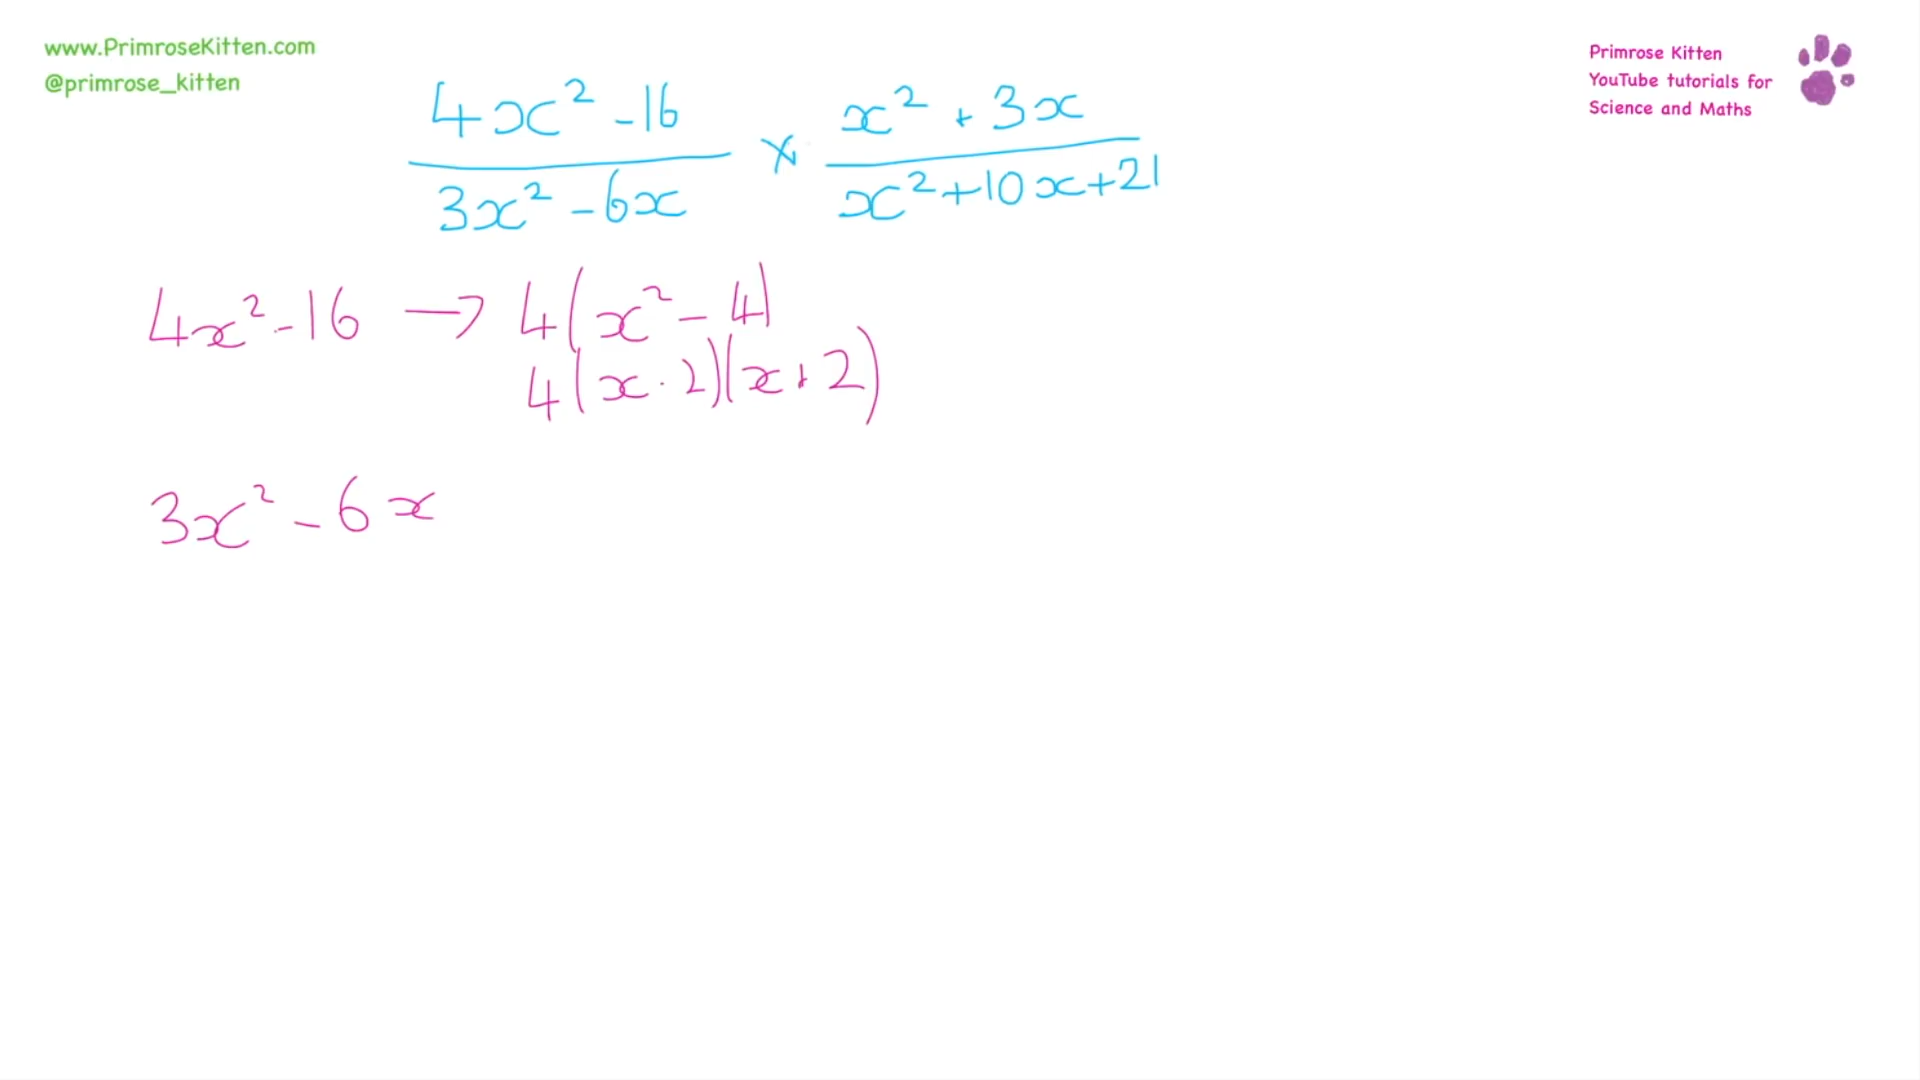 www.PrimroseKitten.com
@primrose_kitten
Primrose Kitten
YouTube tutorials for
Science and Maths
4x² -16 × x² + 3x
3x² - 6x x² + 10x + 21
4x² - 16 → 4(x² - 4)
4(x - 2)(x + 2)
3x² - 6x